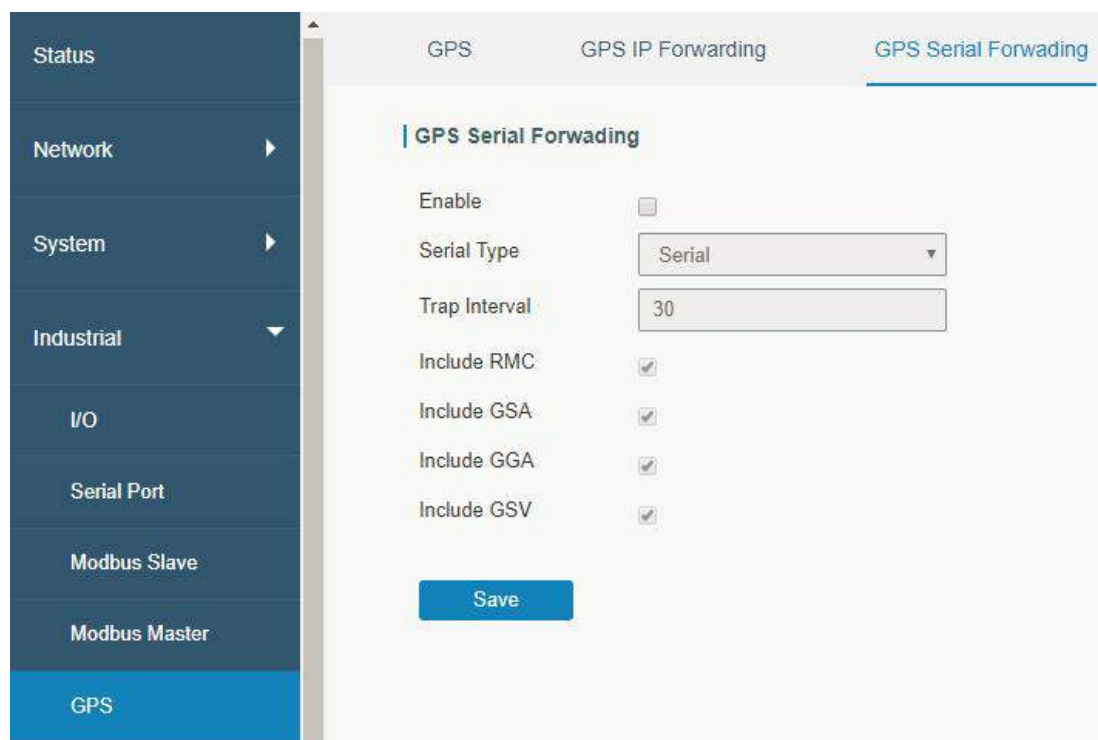 Status
Network
System
Industrial
I/O
Serial Port
Modbus Slave
Modbus Master
GPS
GPS GPS IP Forwarding GPS Serial Forwading
GPS Serial Forwading
Enable
Serial Type Serial
Trap Interval 30
Include RMC
Include GSA
Include GGA
Include GSV
Save